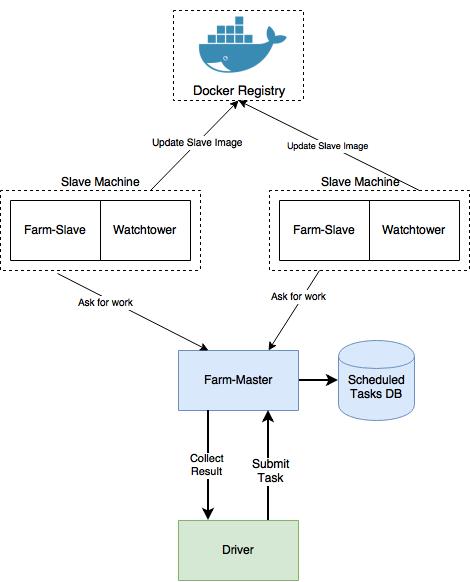 Docker Registry
Update Slave Image
Update Slave Image
Slave Machine
Slave Machine
Farm-Slave
Watchtower
Farm-Slave
Watchtower
Ask for work
Ask for work
Farm-Master
Scheduled
Tasks DB
Collect
Result
Submit
Task
Driver